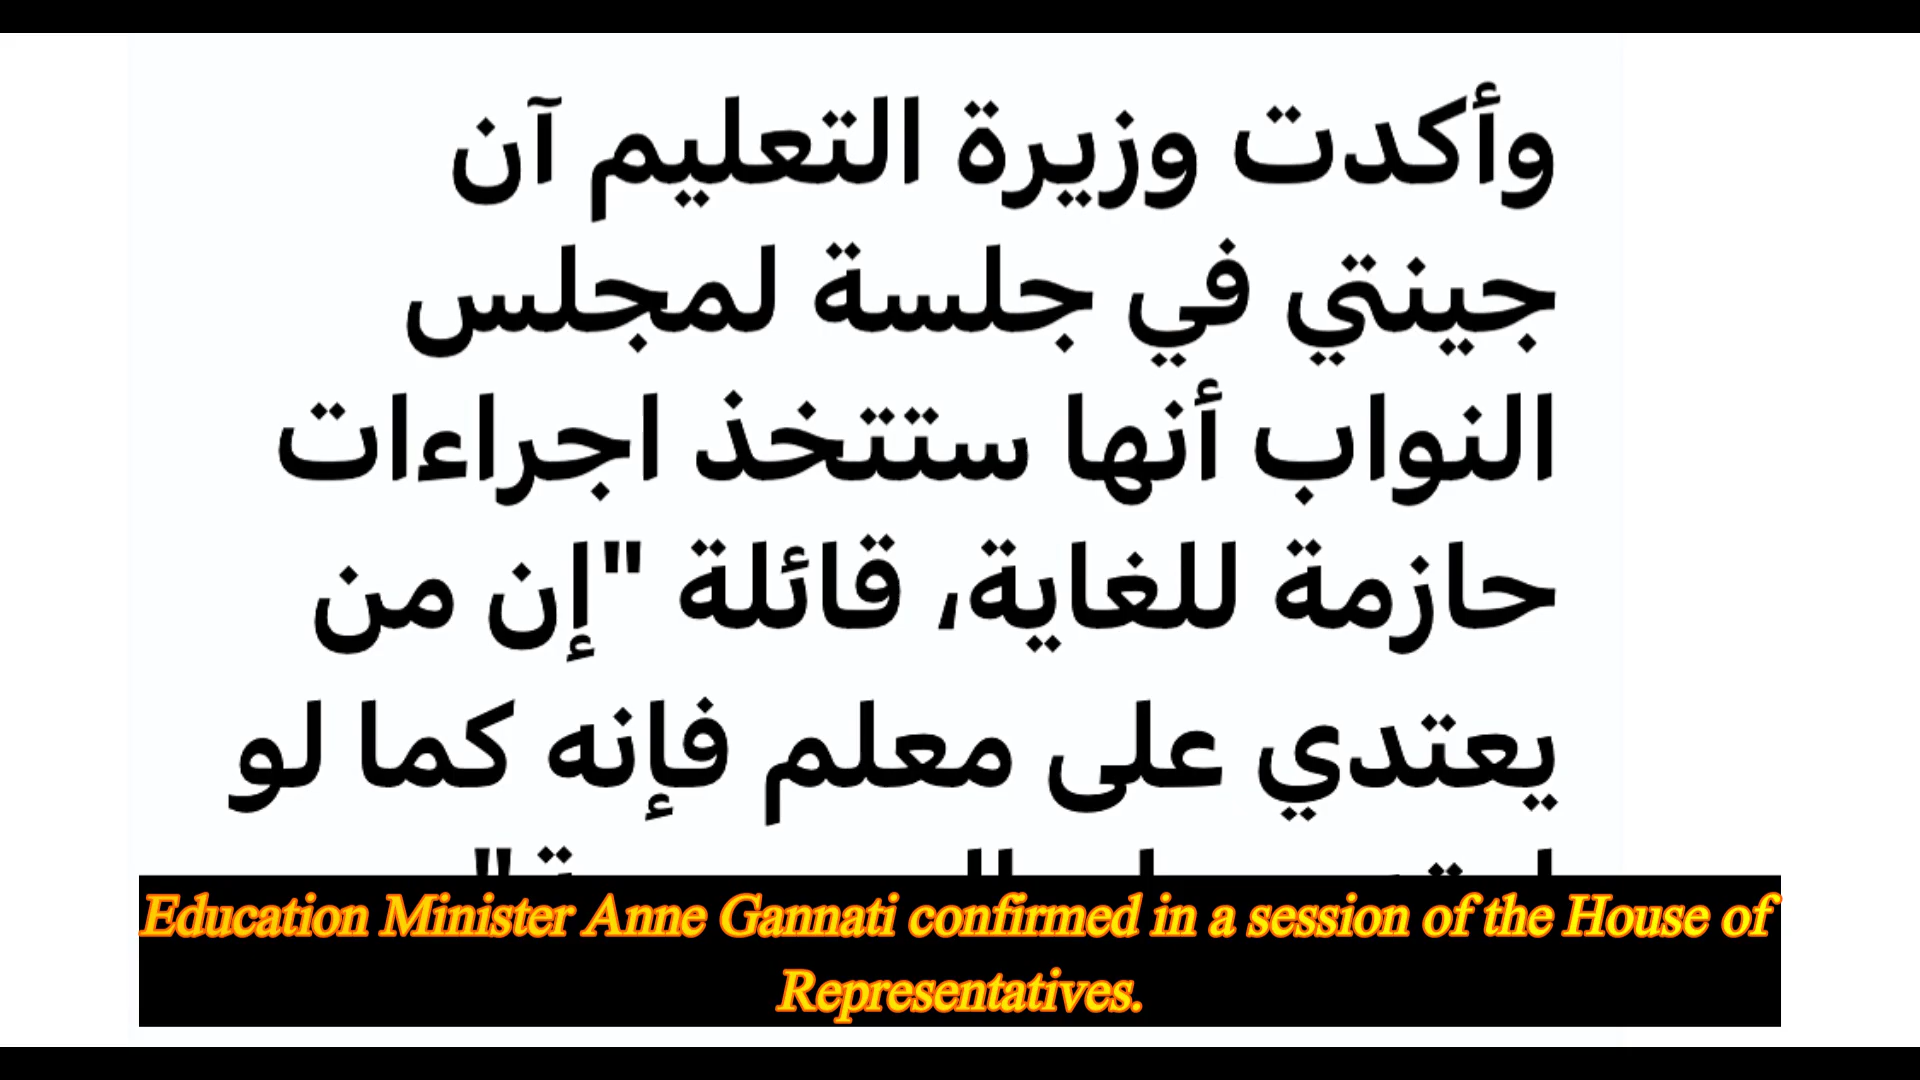 وأكدت وزيرة التعليم آن
جينتي في جلسة لمجلس
النواب أنها ستتخذ اجراءات
حازمة للغاية، قائلة "إن من
يعتدي على معلم فإنه كما لو
Education Minister Anne Gannati confirmed in a session of the House of
Representatives.